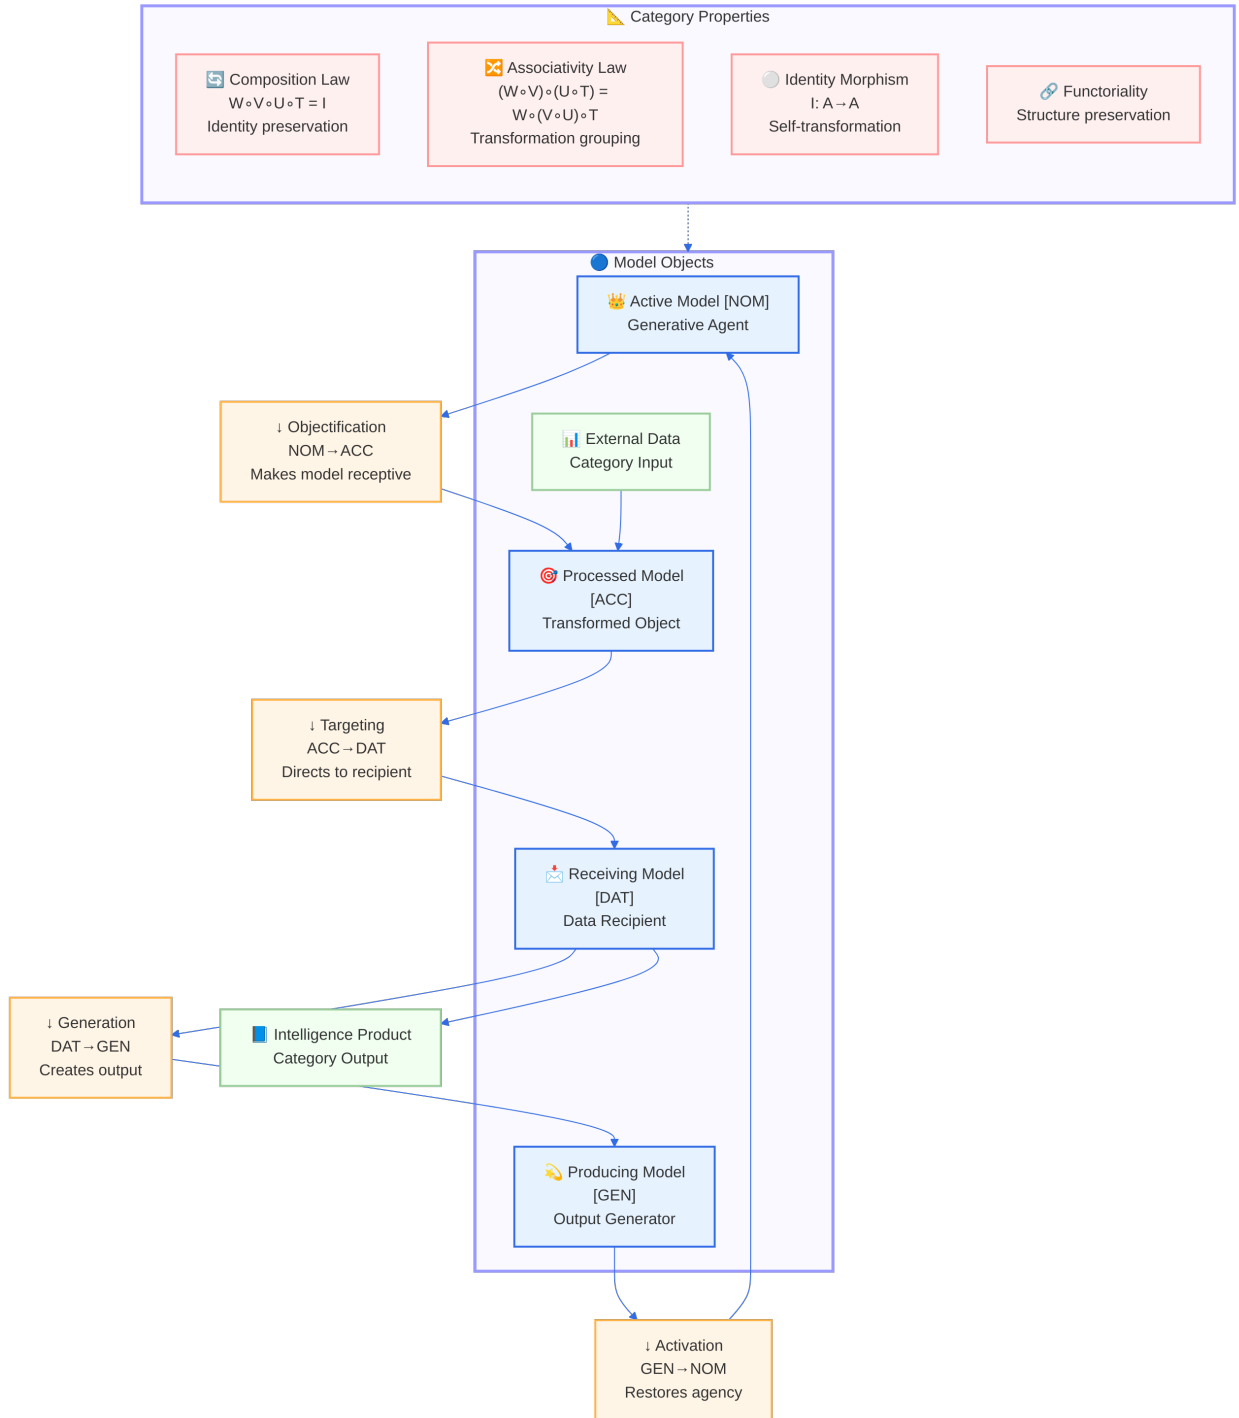 📐 Category Properties
🔄 Composition Law
W∘V∘U∘T = I
Identity preservation
🔀 Associativity Law
(W∘V)∘(U∘T) =
W∘(V∘U)∘T
Transformation grouping
⚪ Identity Morphism
I: A→A
Self-transformation
🔗 Functoriality
Structure preservation
🔵 Model Objects
👑 Active Model [NOM]
Generative Agent
↓ Objectification
NOM→ACC
Makes model receptive
📊 External Data
Category Input
🎯 Processed Model
[ACC]
Transformed Object
↓ Targeting
ACC→DAT
Directs to recipient
📩 Receiving Model
[DAT]
Data Recipient
↓ Generation
DAT→GEN
Creates output
📘 Intelligence Product
Category Output
💫 Producing Model
[GEN]
Output Generator
↓ Activation
GEN→NOM
Restores agency